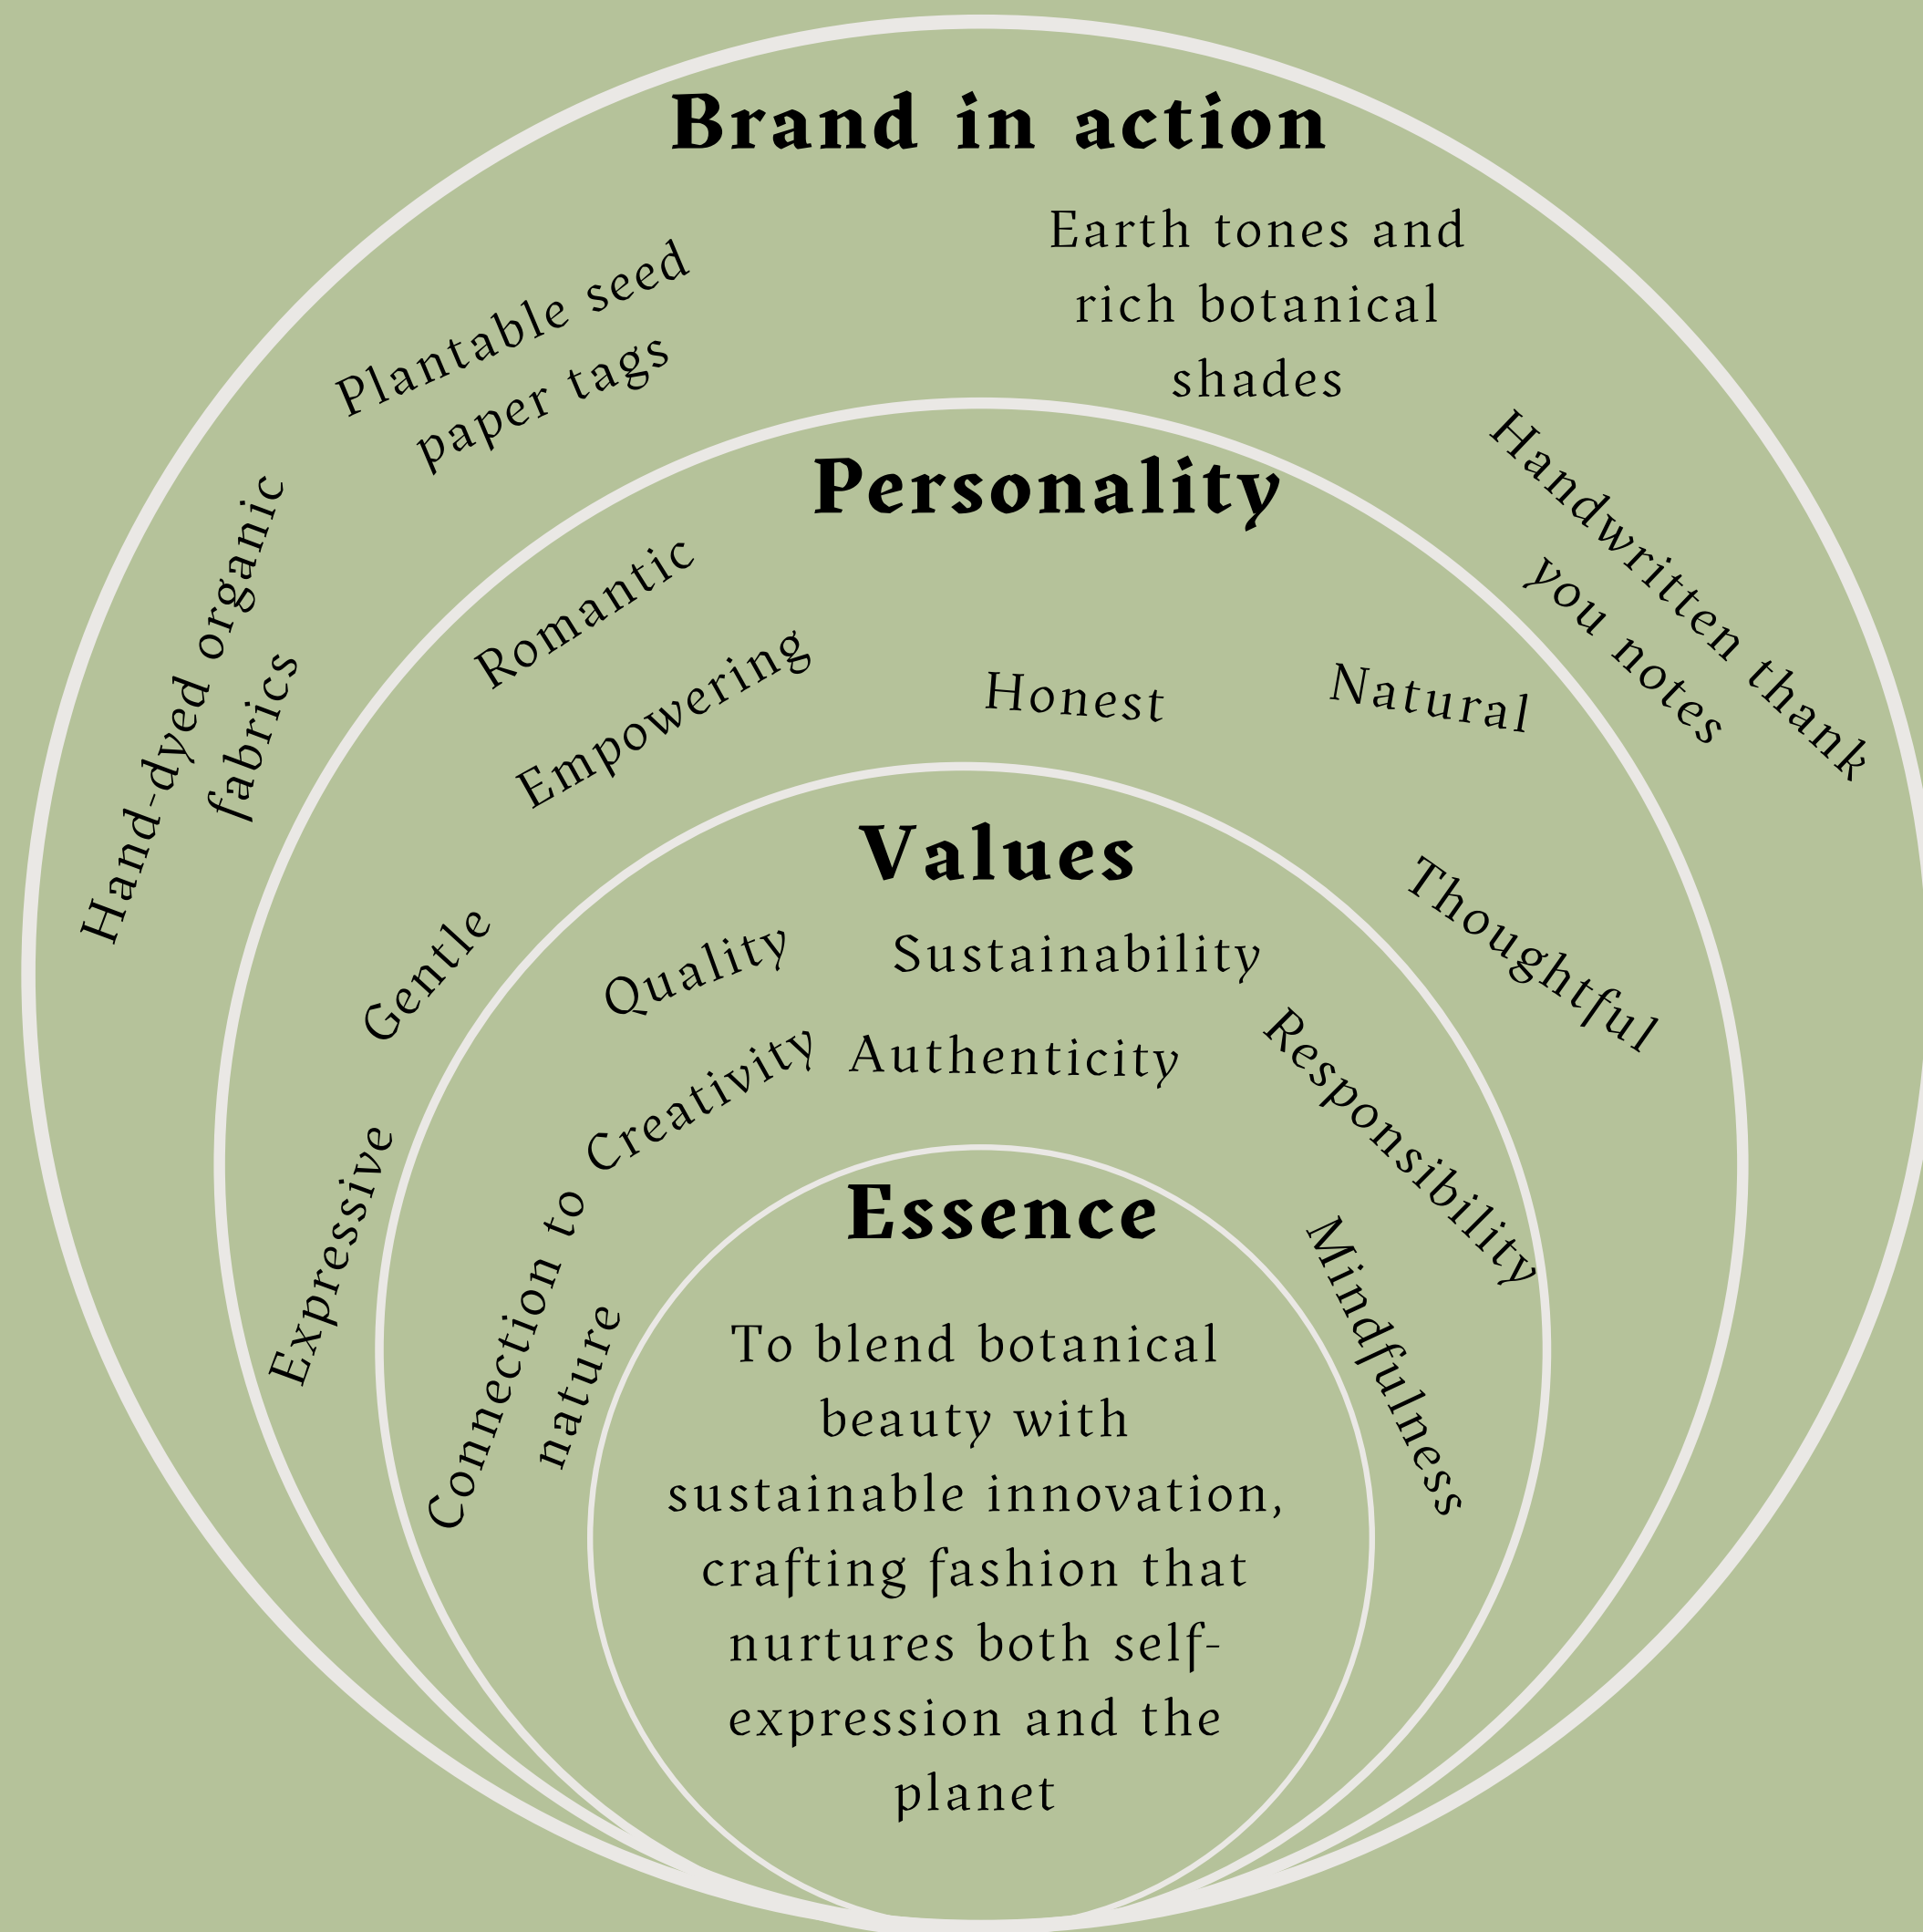 Brand in action
Earth tones and
rich botanical
shades
Plantable seed
paper tags
Handwritten thank
you notes
Hand-dyed organic
fabrics
Personality
Romantic
Empowering
Honest
Natural
Thoughtful
Gentle
Expressive
Values
Quality
Sustainability
Creativity
Authenticity
Responsibility
Connection to
nature
Mindfulness
Essence
To blend botanical
beauty with
sustainable innovation,
crafting fashion that
nurtures both self-
expression and the
planet